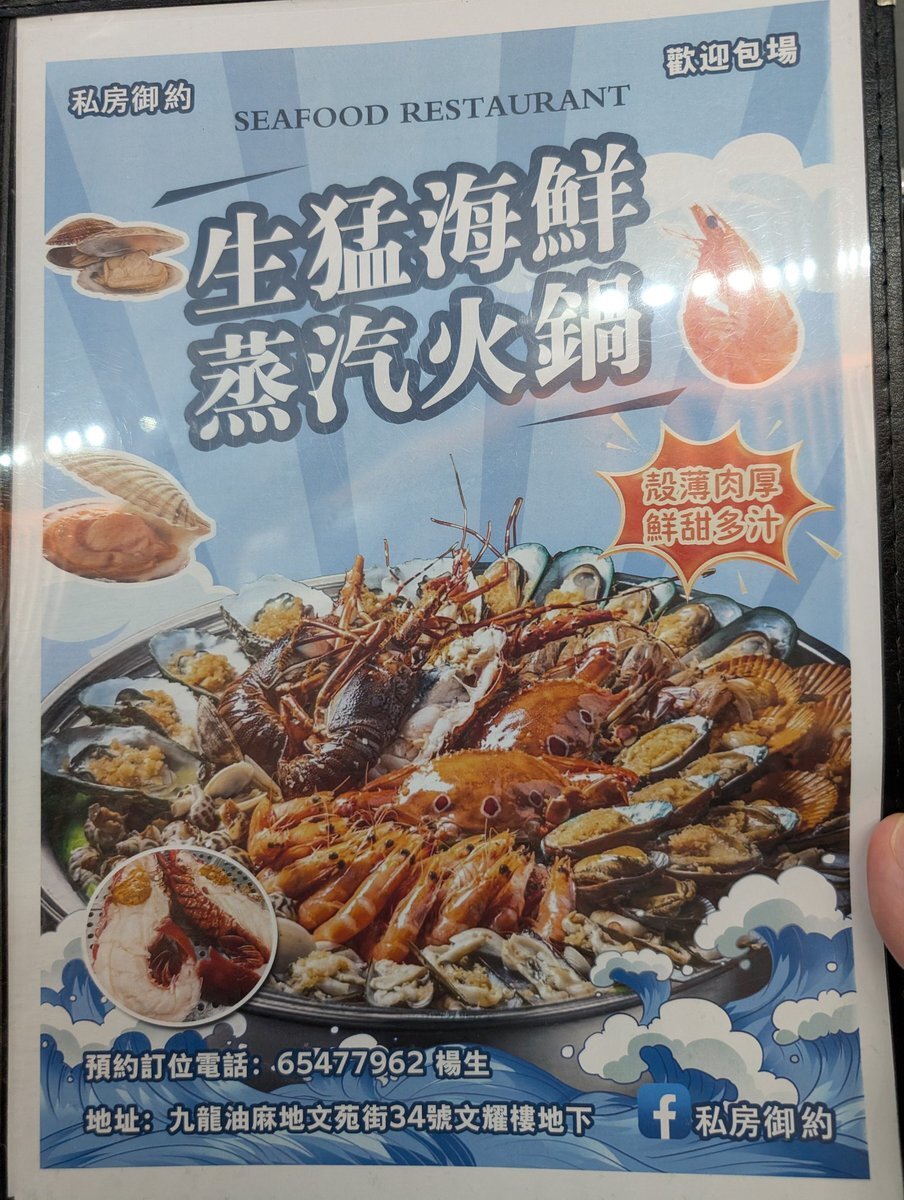 私房御約
歡迎包場
SEAFOOD RESTAURANT
生猛海鮮
蒸汽火鍋
殼薄肉厚
鮮甜多汁
預約訂位電話：65477962 楊生
地址：九龍油麻地文苑街34號文耀樓地下
f 私房御約